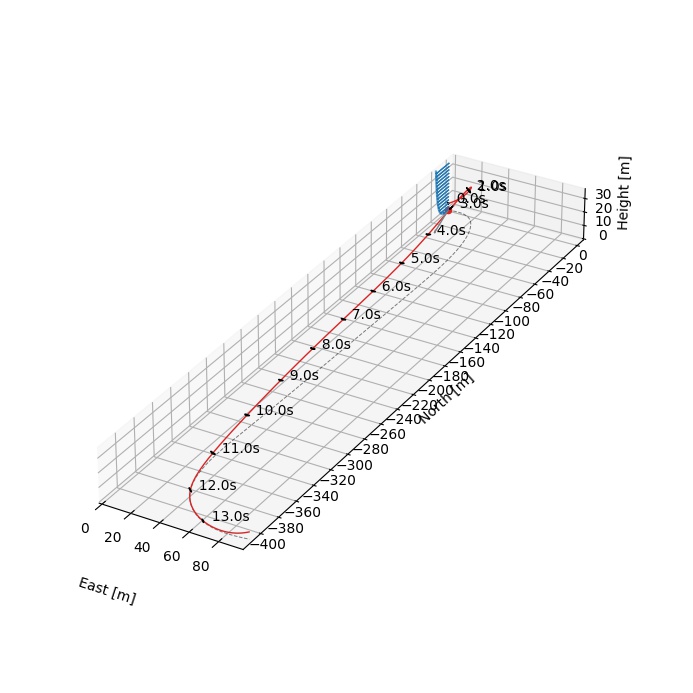 Height [m]
30
20
10
0
2.0s
1.0s
0.0s
3.0s
4.0s
5.0s
6.0s
7.0s
8.0s
9.0s
10.0s
11.0s
12.0s
13.0s
0
−20
−40
−60
−80
−100
−120
−140
−160
−180
−200
−220
−240
−260
−280
−300
−320
−340
−360
−380
−400
North [m]
0
20
40
60
80
East [m]